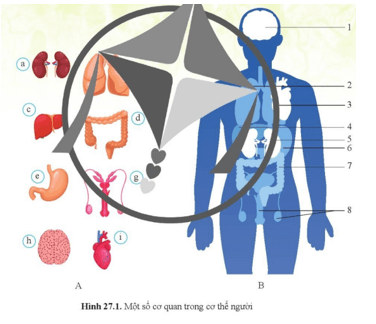 a
c
d
e
g
h
i
1
2
3
4
5
6
7
8
A
B
Hình 27.1. Một số cơ quan trong cơ thể người